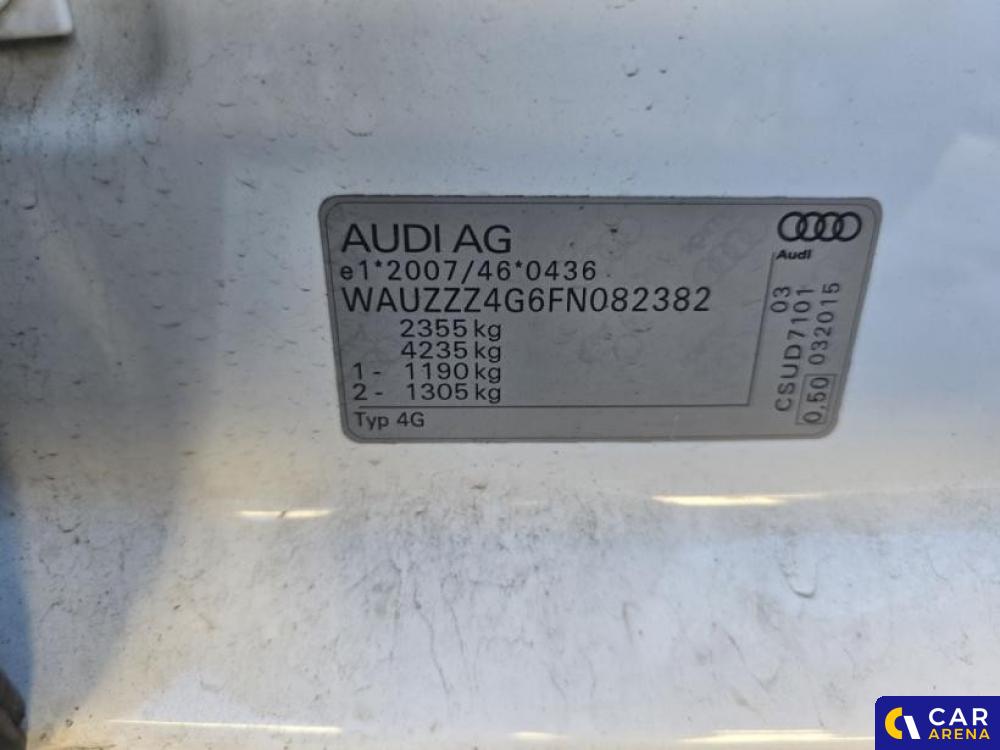 AUDI AG
e1*2007/46*0436
WAUZZZ4G6FN082382
2355 kg
4235 kg
1 - 1190 kg
2 - 1305 kg
Typ 4G
Audi
03
CSUD7101
0,50 032015
CAR
ARENA